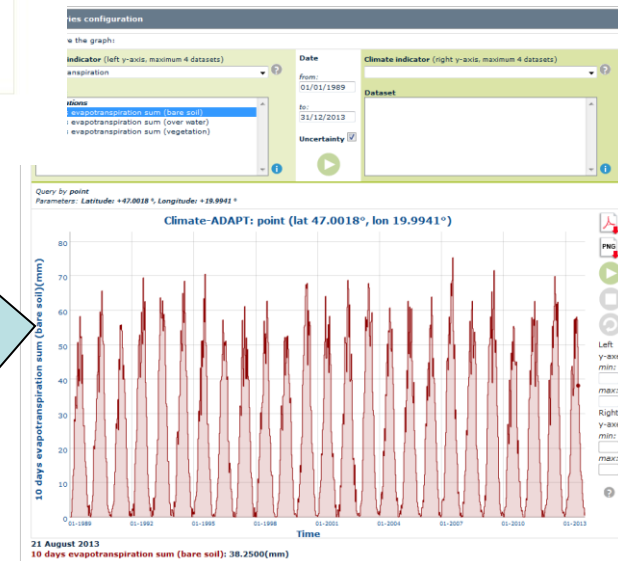 ies configuration
e the graph:
indicator (left y-axis, maximum 4 datasets)
anspiration
ations
evapotranspiration sum (bare soil)
evapotranspiration sum (over water)
evapotranspiration sum (vegetation)
Date
from:
01/01/1989
to:
31/12/2013
Uncertainty
Climate indicator (right y-axis, maximum 4 datasets)
Dataset
Query by point
Parameters: Latitude: +47.0018 °, Longitude: +19.9941 °
Climate-ADAPT: point (lat 47.0018°, lon 19.9941°)
10 days evapotranspiration sum (bare soil)(mm)
80
70
60
50
40
30
20
10
0
01-1989
01-1992
01-1995
01-1998
01-2001
01-2004
01-2007
01-2010
01-2013
Time
PNG
Left
y-axi
min:
max:
Right
y-axi
min:
max:
21 August 2013
10 days evapotranspiration sum (bare soil): 38.2500(mm)